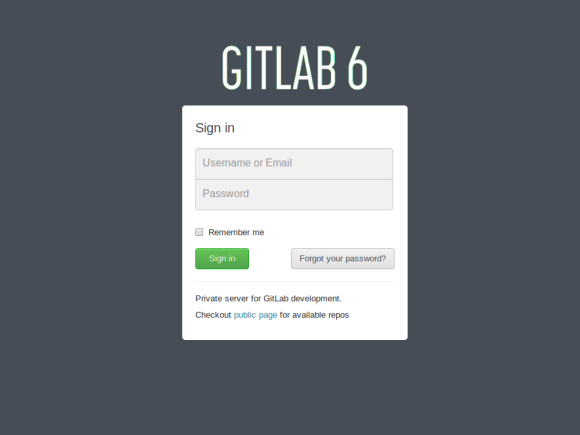 GITLAB 6
Sign in
Username or Email
Password
Remember me
Sign in
Forgot your password?
Private server for GitLab development.
Checkout public page for available repos